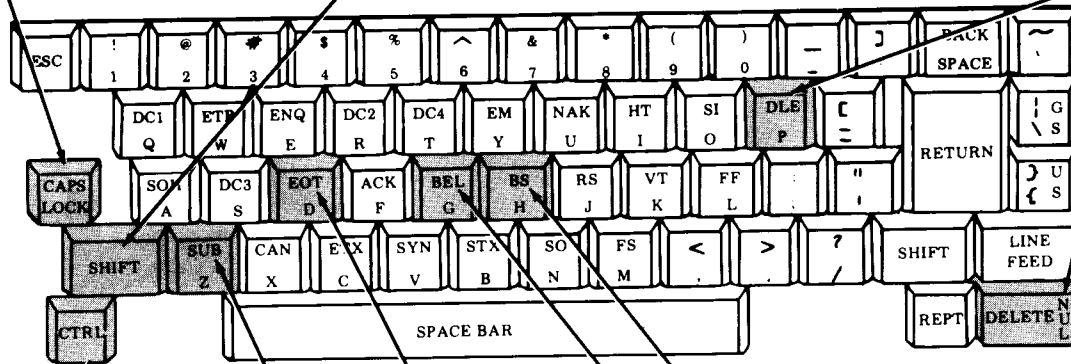 ! @ # $ % ^ & * ( ) _ ] BACK ~
ESC 1 2 3 4 5 6 7 8 9 0 - SPACE `
DC1 ETB ENQ DC2 DC4 EM NAK HT SI DLE [ RETURN | G
Q W E R T Y U I O P = \ S
CAPS SOH DC3 EOT ACK BEL BS RS VT FF : " } U
LOCK A S D F G H J K L ; ' { S
SHIFT SUB CAN ETX SYN STX SO FS < > ? SHIFT LINE
Z X C V B N M , . / FEED
CTRL SPACE BAR REPT DELETE NUL